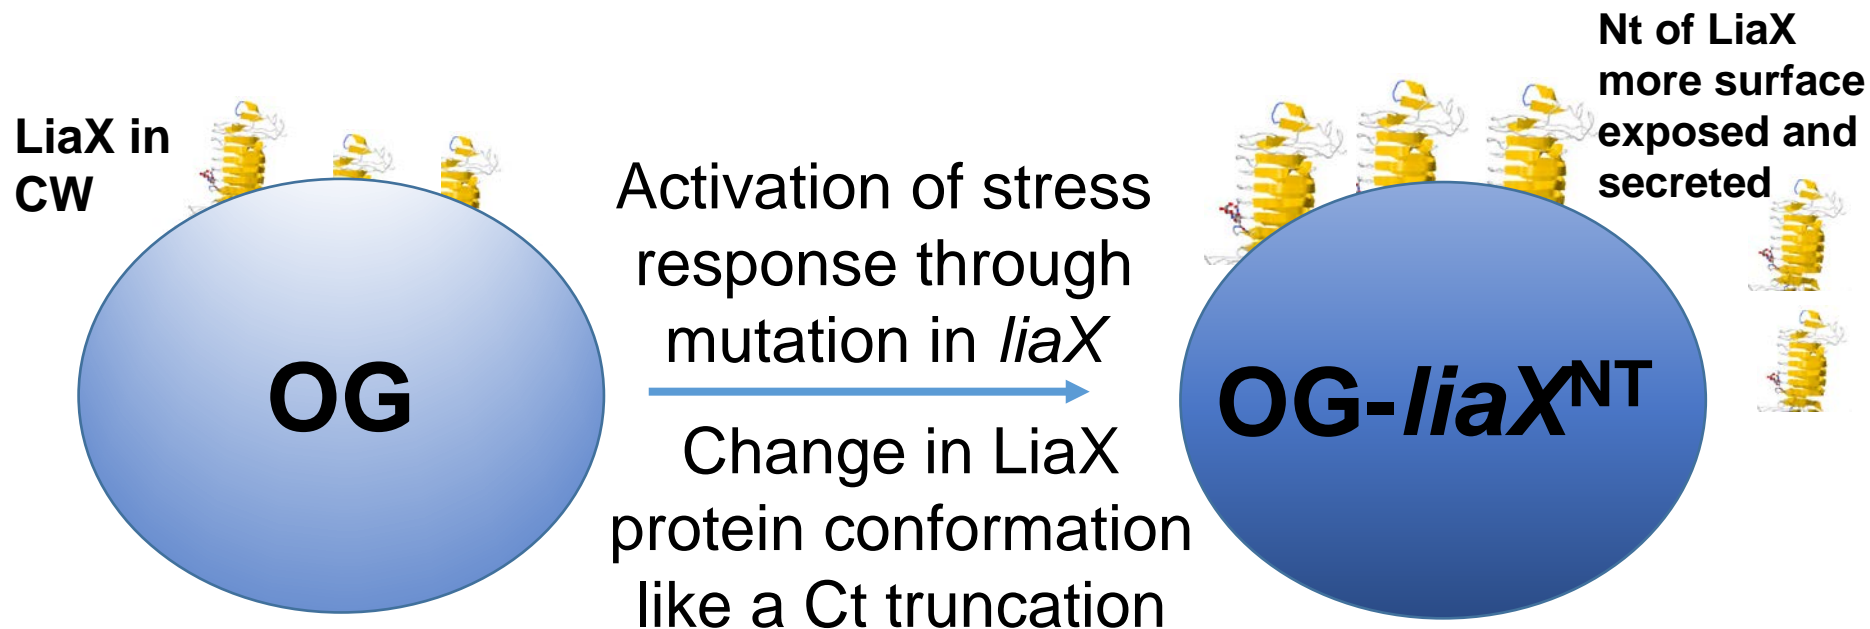 LiaX in
CW
OG
Activation of stress
response through
mutation in liaX
Change in LiaX
protein conformation
like a Ct truncation
Nt of LiaX
more surface
exposed and
secreted
OG-liaXNT